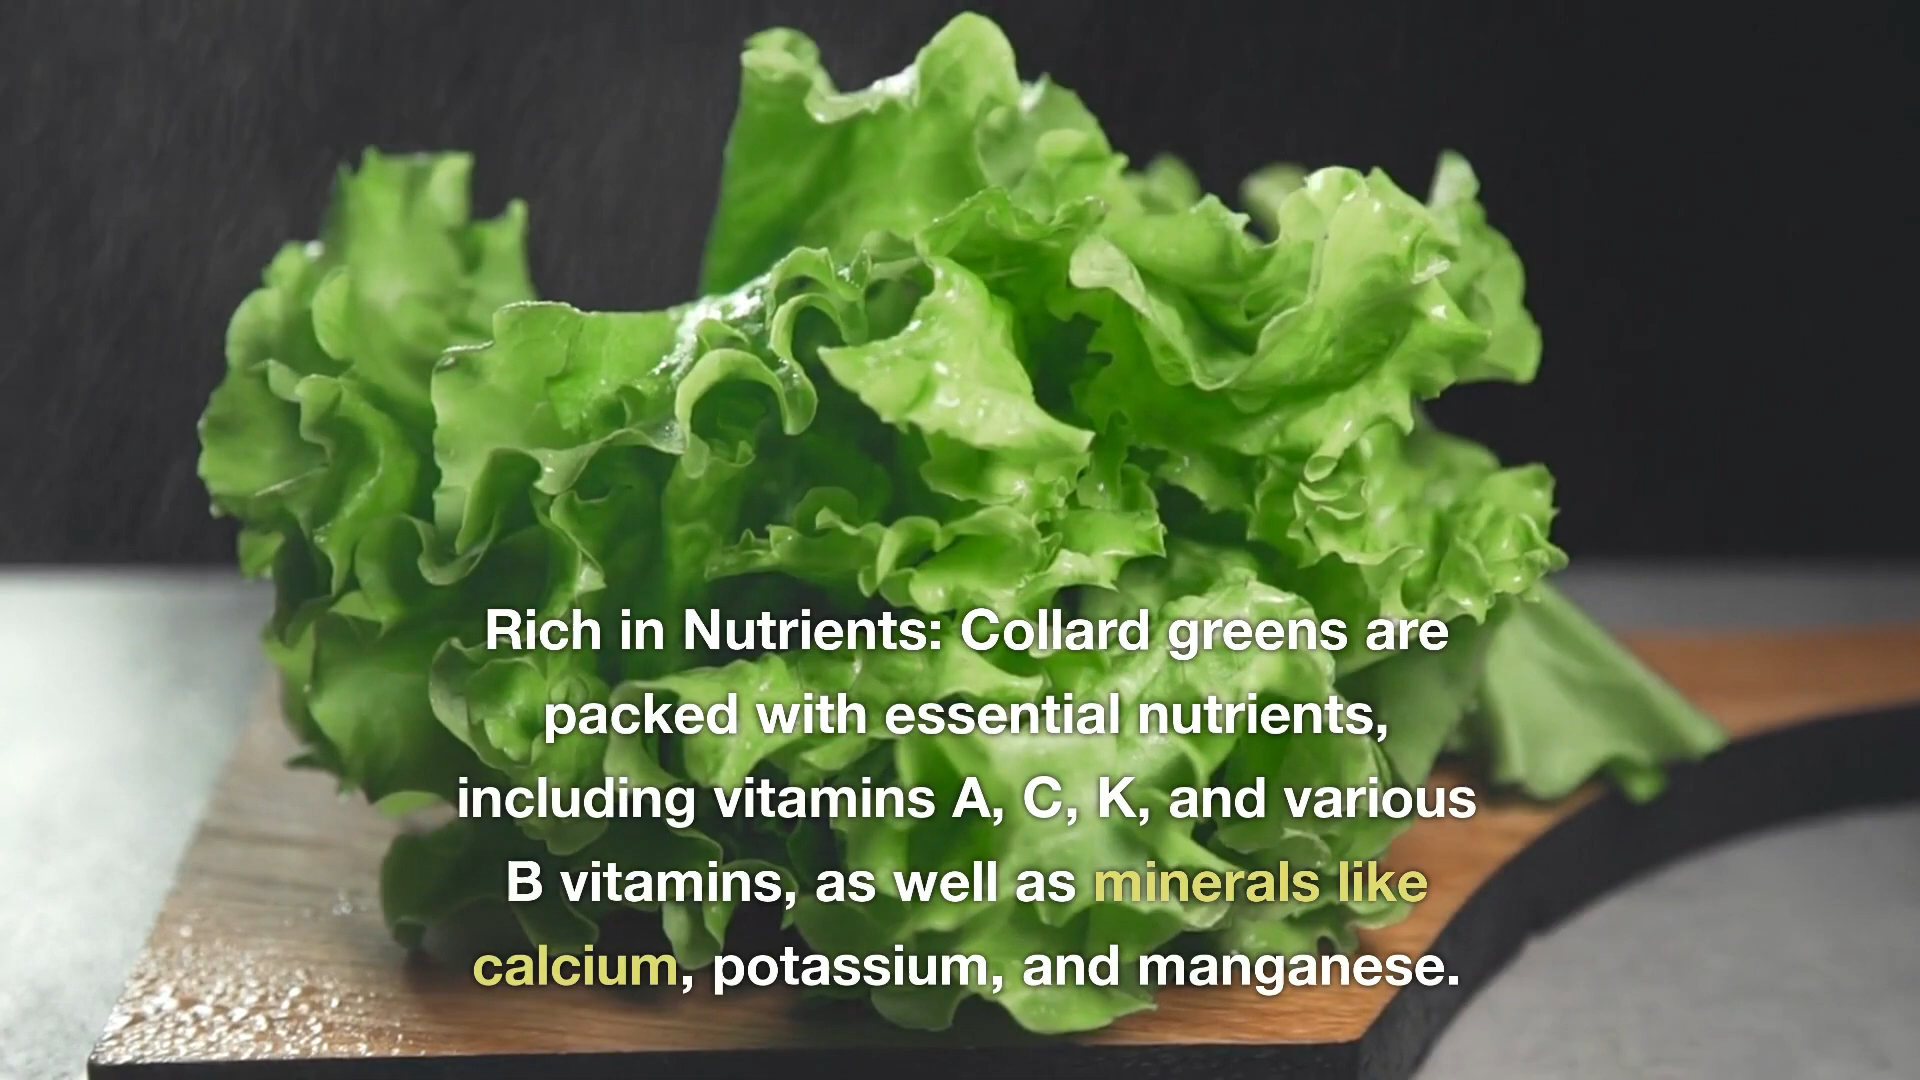 Rich in Nutrients: Collard greens are
packed with essential nutrients,
including vitamins A, C, K, and various
B vitamins, as well as minerals like
calcium, potassium, and manganese.